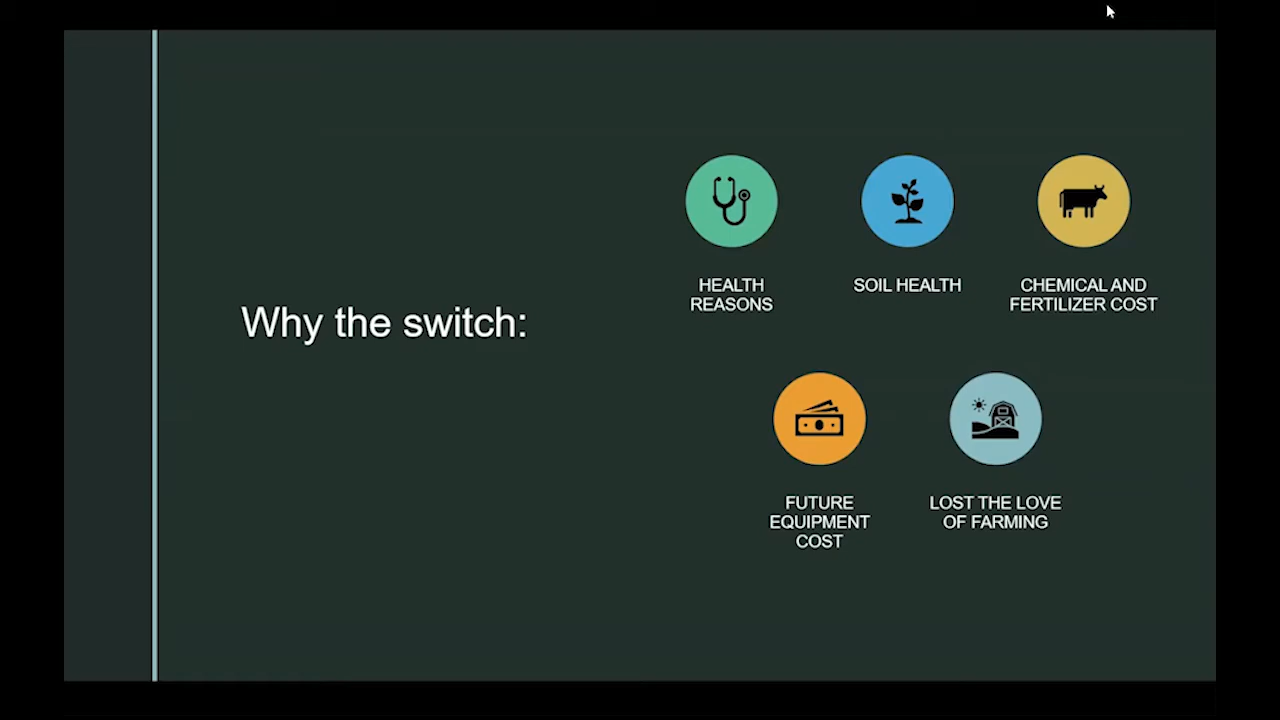 Why the switch:
HEALTH
REASONS
SOIL HEALTH
CHEMICAL AND
FERTILIZER COST
FUTURE
EQUIPMENT
COST
LOST THE LOVE
OF FARMING